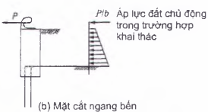 P
P/b
Áp lực đất chủ động
trong trường hợp
khai thác
(b) Mặt cắt ngang bến